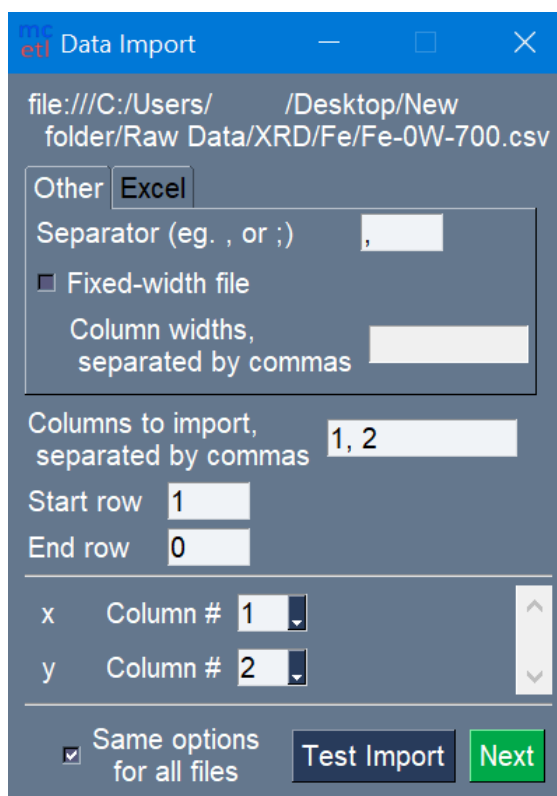 mc
etl Data Import
file:///C:/Users/ /Desktop/New
folder/Raw Data/XRD/Fe/Fe-0W-700.csv
Other Excel
Separator (eg. , or ;) ,
Fixed-width file
Column widths,
separated by commas
Columns to import,
separated by commas 1, 2
Start row 1
End row 0
x Column # 1
y Column # 2
Same options
for all files Test Import Next